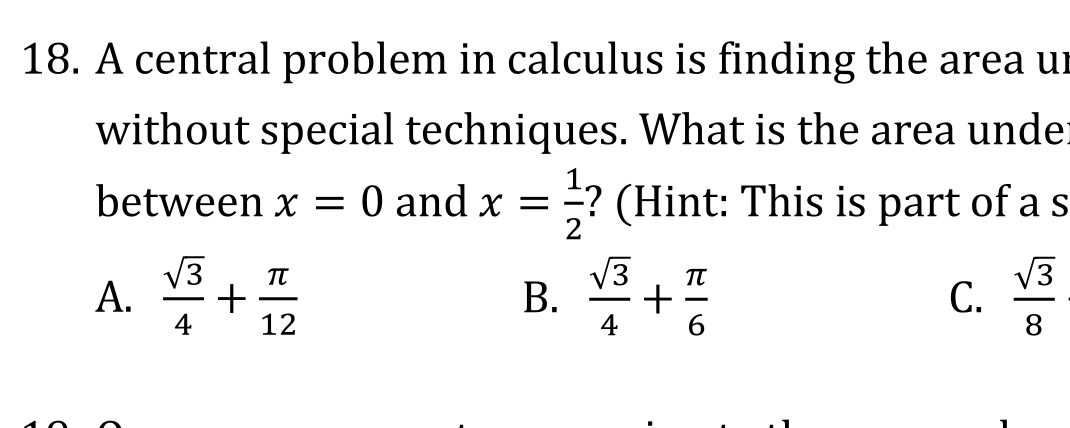 18. A central problem in calculus is finding the area
without special techniques. What is the area
between x = 0 and x = 1/2? (Hint: This is part of a
A. √3/4 + π/12 B. √3/4 + π/6 C. √3/8